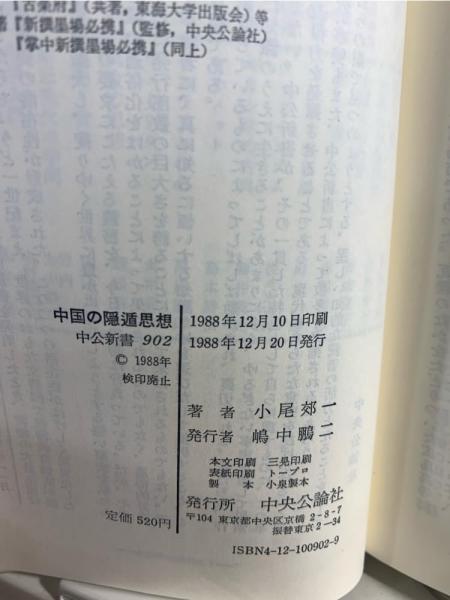 『古楽府』(共著,東海大学出版会)等
『新撰墨場必携』(監修,中央公論社)
『掌中新撰墨場必携』(同上)
中国の隠遁思想
中公新書 902
© 1988年
検印廃止
定価 520円
1988年12月10日印刷
1988年12月20日発行
著者 小尾郊一
発行者 嶋中鵬二
本文印刷 三晃印刷
表紙印刷 トープロ
製本 小泉製本
発行所 中央公論社
〒104 東京都中央区京橋 2-8-7
振替東京 2-34
ISBN4-12-100902-9